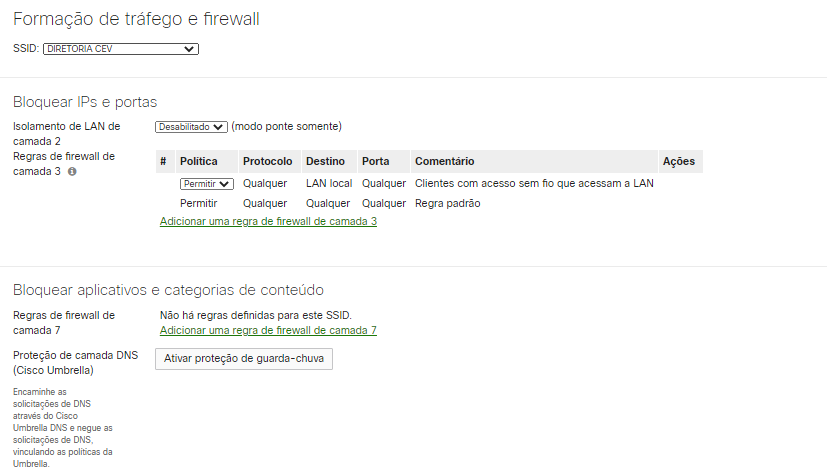 Formação de tráfego e firewall
SSID: DIRETORIA CEV
Bloquear IPs e portas
Isolamento de LAN de
camada 2
Desabilitado (modo ponte somente)
Regras de firewall de
camada 3 i
# Política Protocolo Destino Porta Comentário Ações
Permitir Qualquer LAN local Qualquer Clientes com acesso sem fio que acessam a LAN
Permitir Qualquer Qualquer Qualquer Regra padrão
Adicionar uma regra de firewall de camada 3
Bloquear aplicativos e categorias de conteúdo
Regras de firewall de
camada 7
Não há regras definidas para este SSID.
Adicionar uma regra de firewall de camada 7
Proteção de camada DNS
(Cisco Umbrella)
Ativar proteção de guarda-chuva
Encaminhe as
solicitações de DNS
através do Cisco
Umbrella DNS e negue as
solicitações de DNS,
vinculando as políticas da
Umbrella.